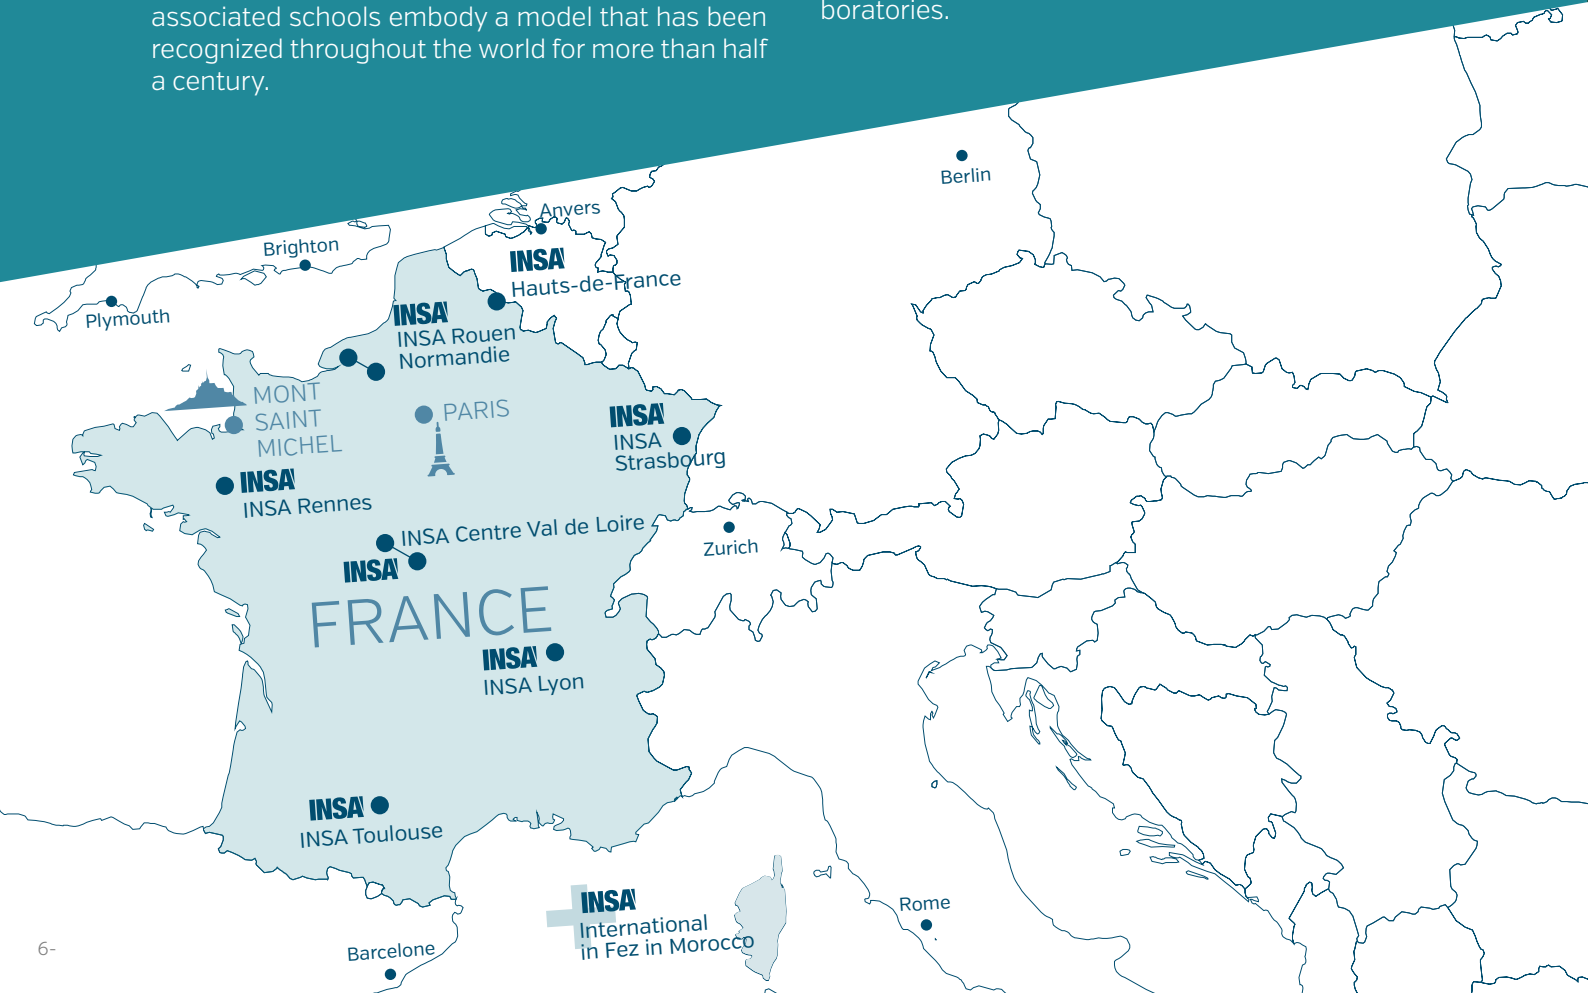 associated schools embody a model that has been
recognized throughout the world for more than half
a century.
boratories.
Berlin
Anvers
Brighton
INSA
Hauts-de-France
Plymouth
INSA
INSA Rouen
Normandie
MONT
SAINT
MICHEL
PARIS
INSA
INSA
Strasbourg
INSA
INSA Rennes
INSA Centre Val de Loire
INSA
Zurich
FRANCE
INSA
INSA Lyon
INSA
INSA Toulouse
INSA
International
in Fez in Morocco
Rome
Barcelone
6-